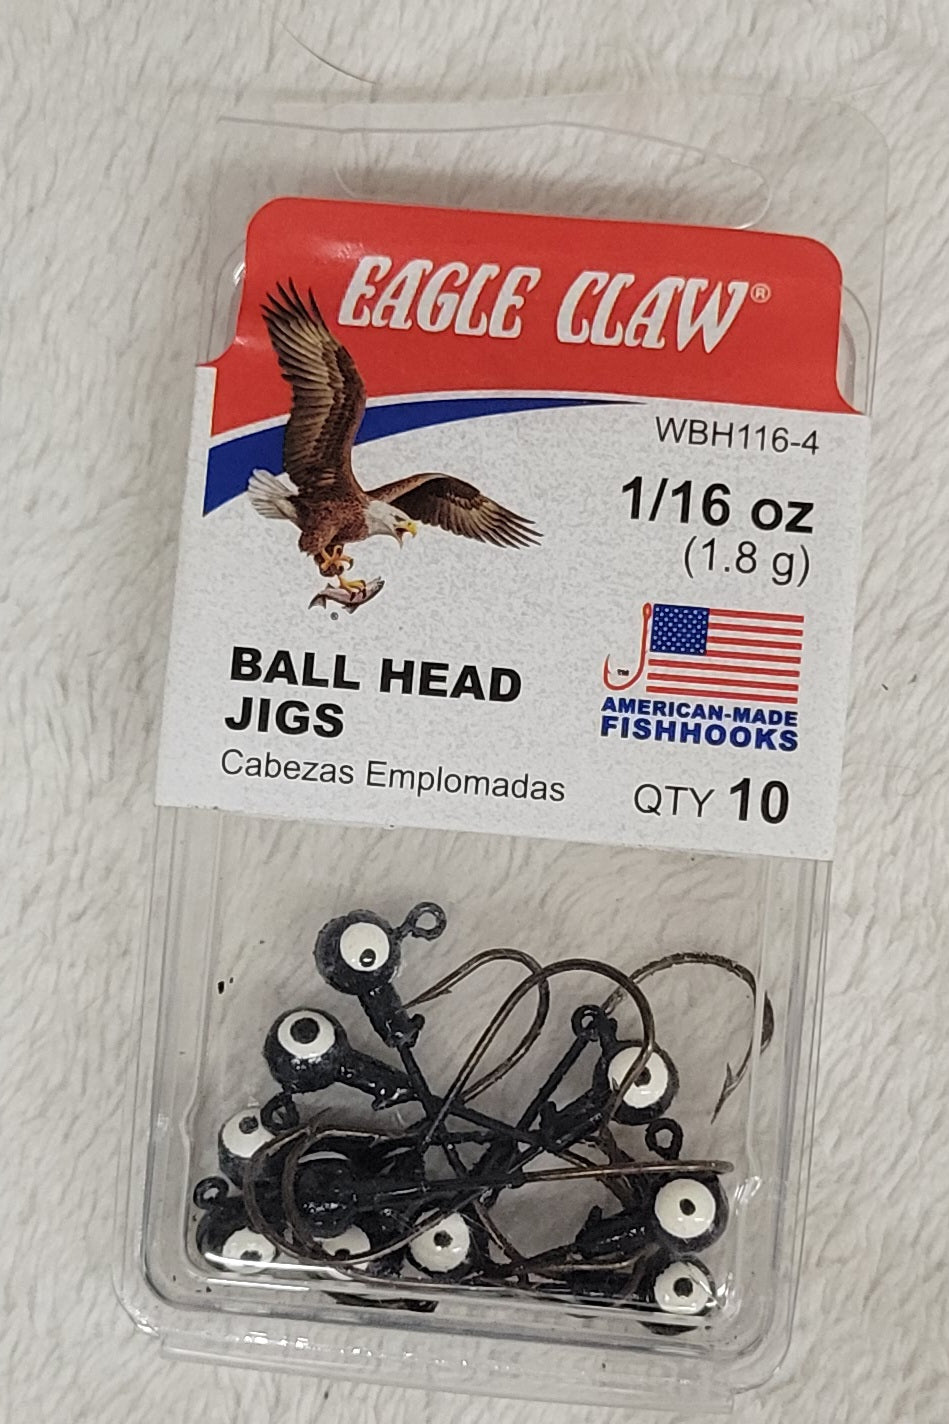 EAGLE CLAW®
WBH116-4
1/16 oz
(1.8 g)
®
TM
AMERICAN-MADE
FISHHOOKS
BALL HEAD
JIGS
Cabezas Emplomadas
QTY 10